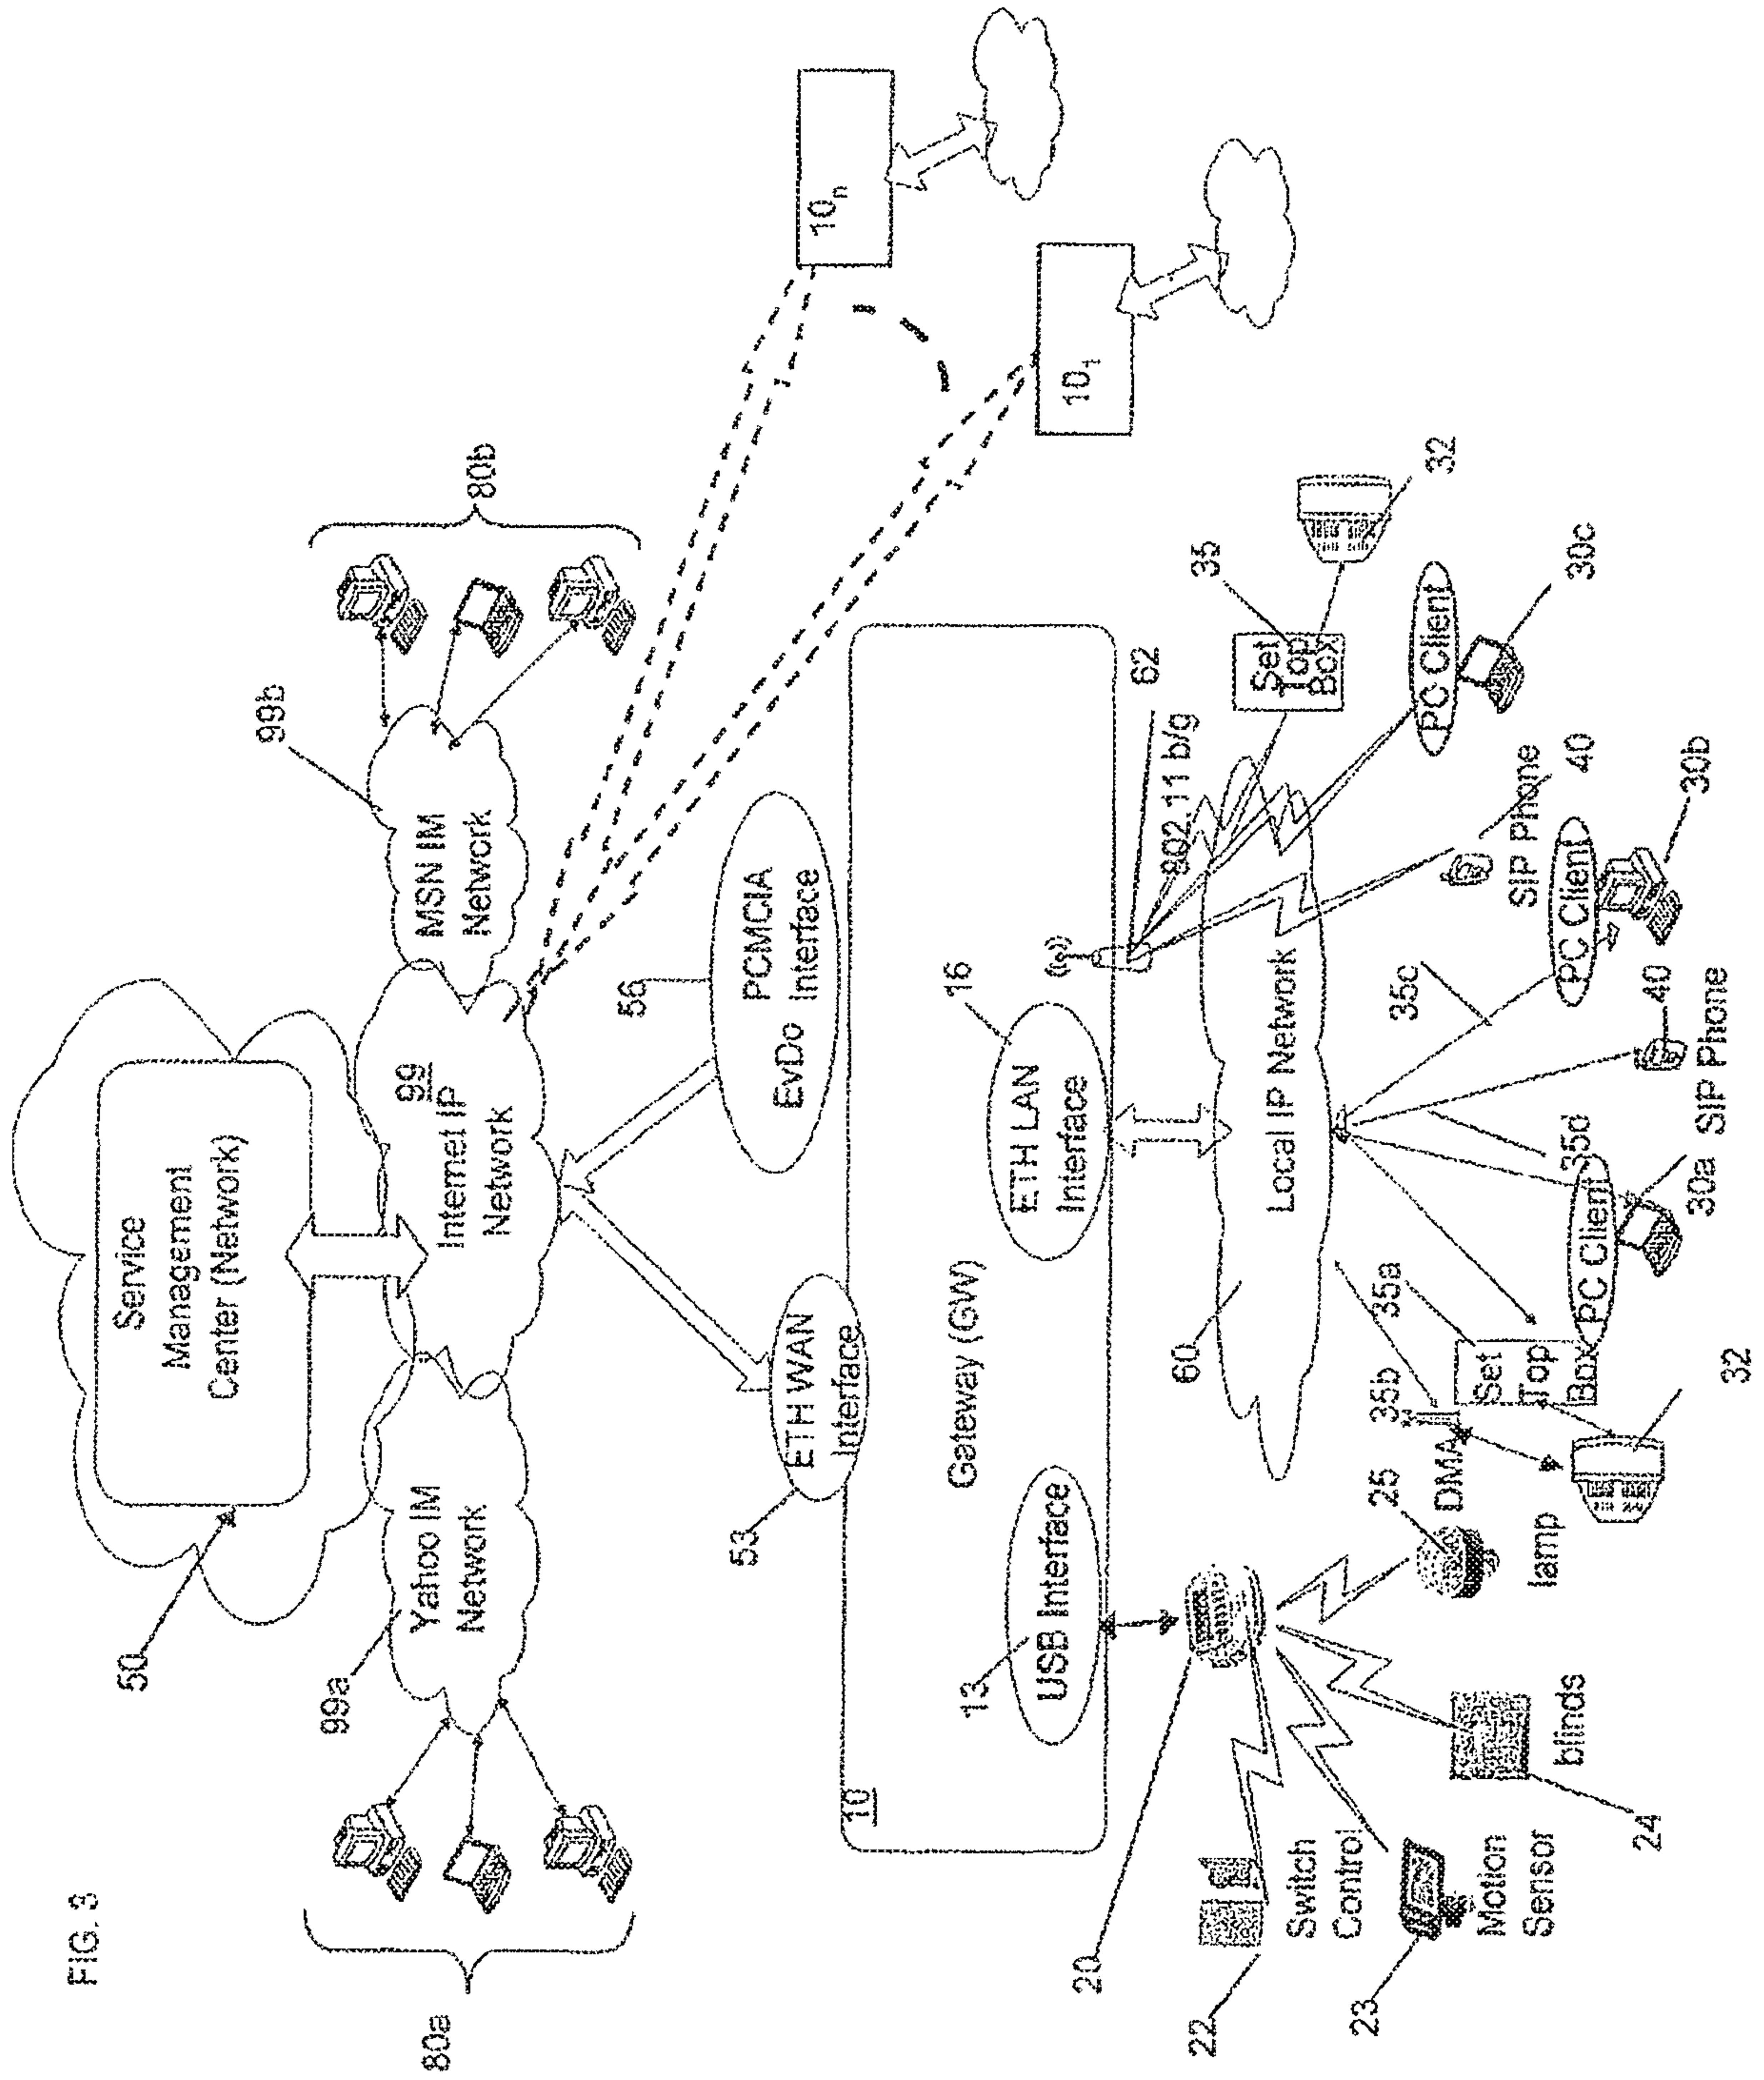 FIG. 3
50
Service
Management
Center (Network)
99a
Yahoo IM
Network
99
Internet IP
Network
99b
MSN IM
Network
80a
80b
53
ETH WAN
Interface
56
PCMCIA
EvDo Interface
10
Gateway (GW)
13
USB Interface
16
ETH LAN
Interface
62
802.11 b/g
10n
101
20
60
Local IP Network
22
Switch
Control
23
Motion
Sensor
24
blinds
25
lamp
DMA
35b
35a
Set
Top
Box
32
35d
PC Client
30a
SIP Phone
40
35c
PC Client
30b
SIP Phone
40
PC Client
30c
35
Set
Top
Box
32